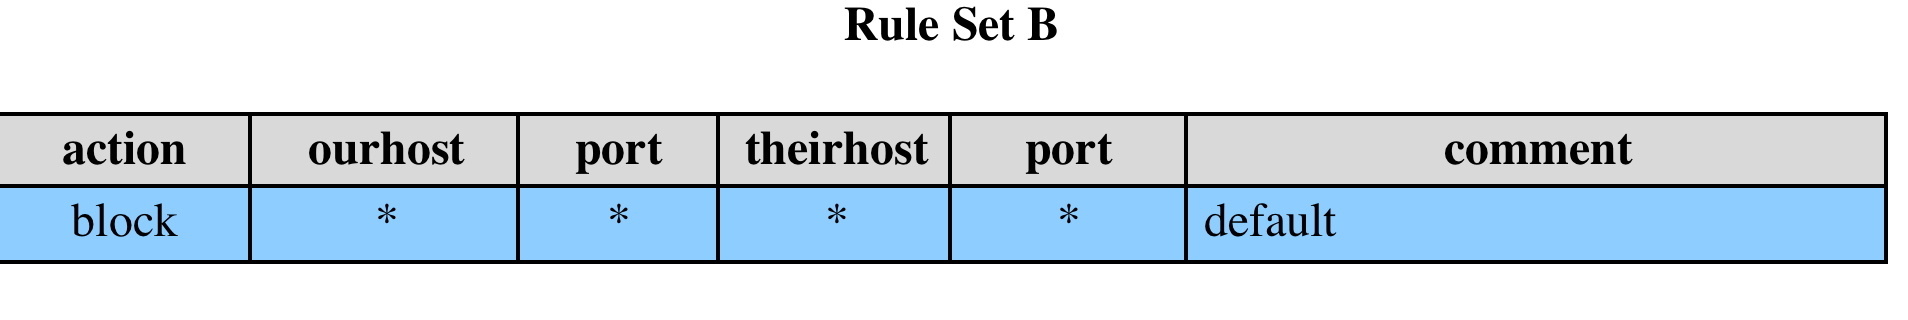 Rule Set B
action ourhost port theirhost port comment
block * * * * default